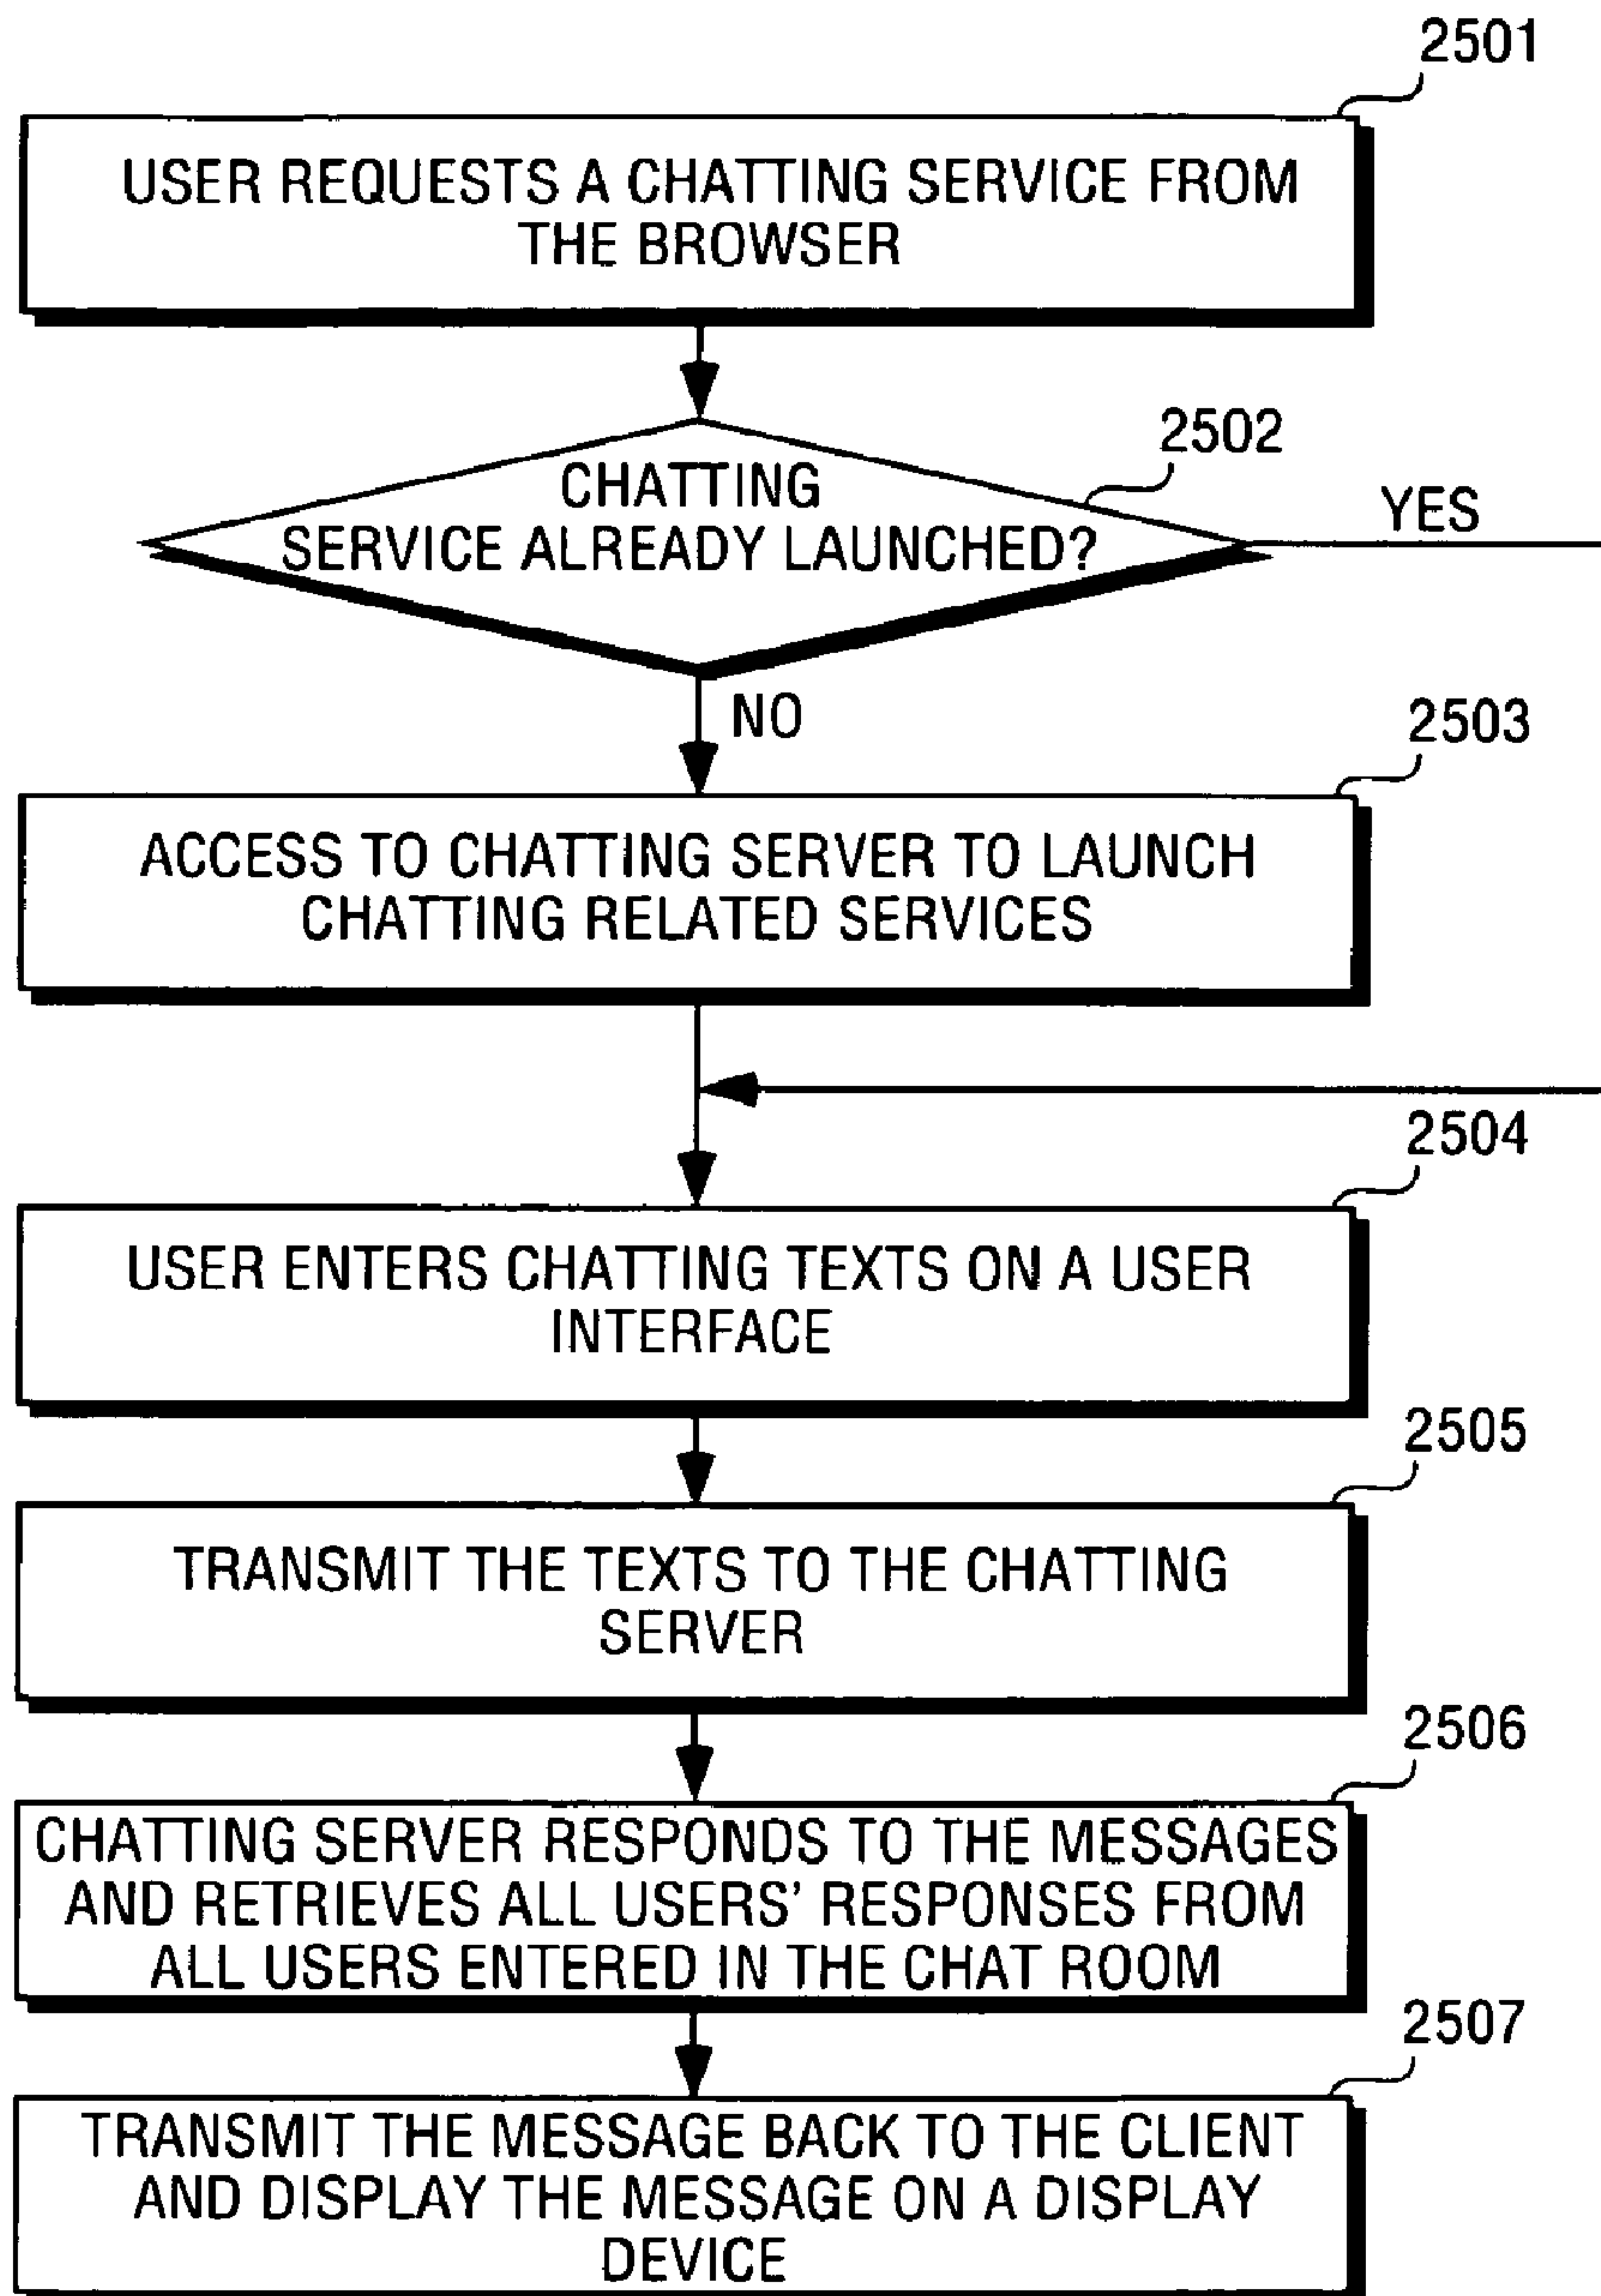 2501
USER REQUESTS A CHATTING SERVICE FROM
THE BROWSER
2502
CHATTING
SERVICE ALREADY LAUNCHED?
YES
NO
2503
ACCESS TO CHATTING SERVER TO LAUNCH
CHATTING RELATED SERVICES
2504
USER ENTERS CHATTING TEXTS ON A USER
INTERFACE
2505
TRANSMIT THE TEXTS TO THE CHATTING
SERVER
2506
CHATTING SERVER RESPONDS TO THE MESSAGES
AND RETRIEVES ALL USERS' RESPONSES FROM
ALL USERS ENTERED IN THE CHAT ROOM
2507
TRANSMIT THE MESSAGE BACK TO THE CLIENT
AND DISPLAY THE MESSAGE ON A DISPLAY
DEVICE